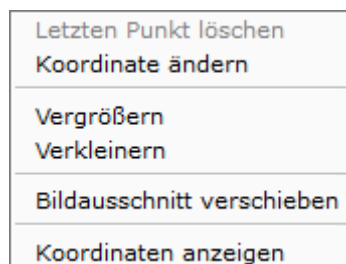 Letzten Punkt löschen
Koordinate ändern
Vergrößern
Verkleinern
Bildausschnitt verschieben
Koordinaten anzeigen